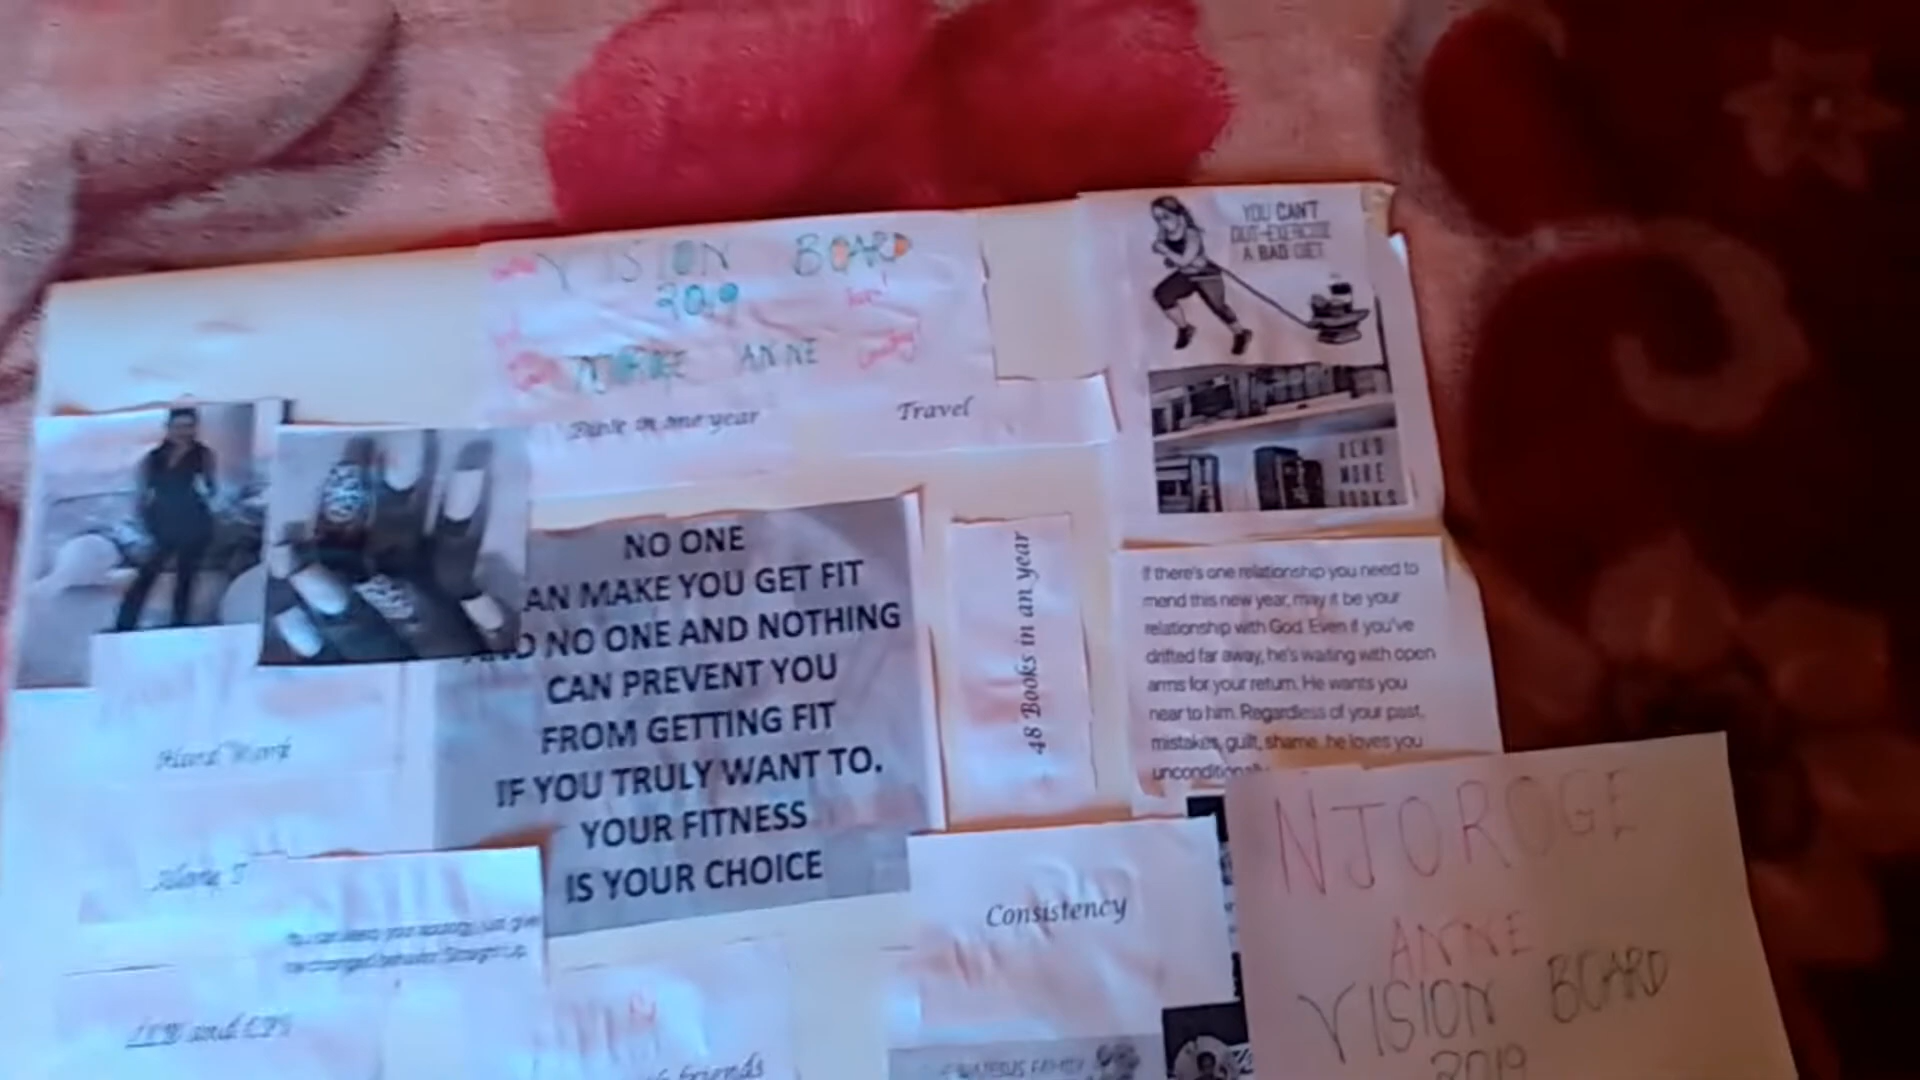 VISION BOARD
2019
ANNE
in one year
Travel
YOU CAN'T
OUT-EXERCISE
A BAD DIET
READ
MORE
BOOKS
NO ONE
AN MAKE YOU GET FIT
D NO ONE AND NOTHING
CAN PREVENT YOU
FROM GETTING FIT
IF YOU TRULY WANT TO.
YOUR FITNESS
IS YOUR CHOICE
48 Books in an year
If there's one relationship you need to
mend this new year, may it be your
relationship with God. Even if you've
drifted far away, he's waiting with open
arms for your return. He wants you
near to him. Regardless of your past,
mistakes, guilt, shame he loves you
Hard Work
Consistency
friends
NJOROGE
ANNE
VISION BOARD
2019